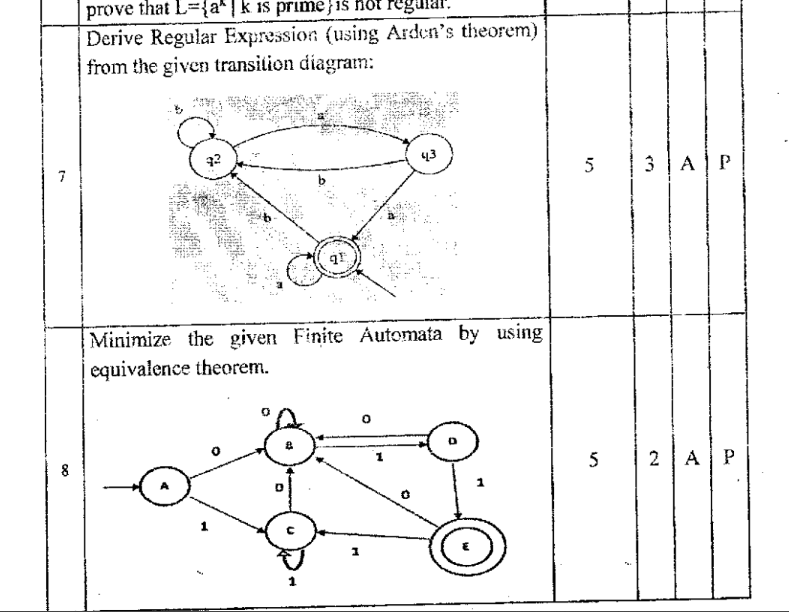 prove that L={aᵏ | k is prime} is not regular.
Derive Regular Expression (using Arden's theorem)
from the given transition diagram:
b
a
q2
q3
7
5
3
A
P
b
b
a
q1
a
Minimize the given Finite Automata by using
equivalence theorem.
0
0
B
D
0
1
8
A
0
1
5
2
A
P
0
1
C
1
E
1